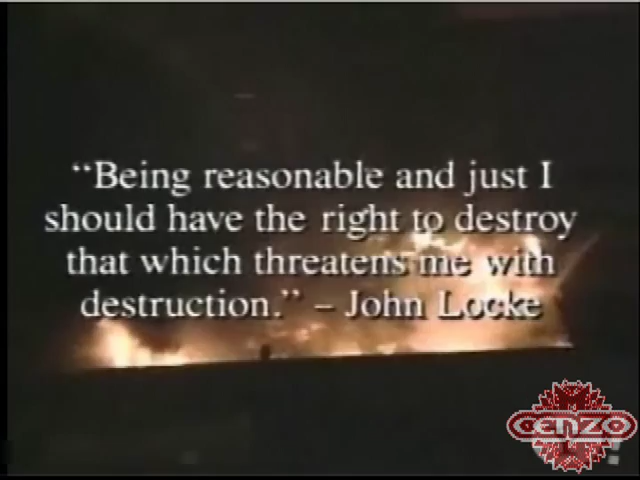 “Being reasonable and just I
should have the right to destroy
that which threatens me with
destruction.” – John Locke
cenzo